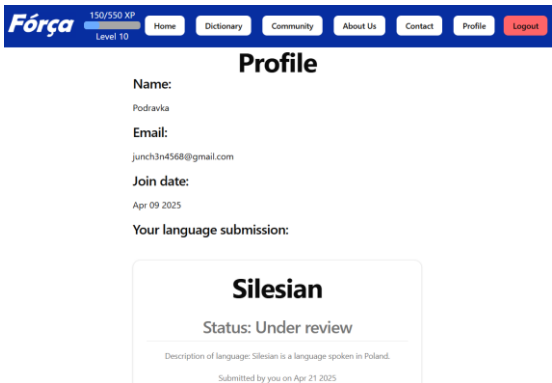 Fórça
150/550 XP
Level 10
Home
Dictionary
Community
About Us
Contact
Profile
Logout
Profile
Name:
Podravka
Email:
junch3n4568@gmail.com
Join date:
Apr 09 2025
Your language submission:
Silesian
Status: Under review
Description of language: Silesian is a language spoken in Poland.
Submitted by you on Apr 21 2025